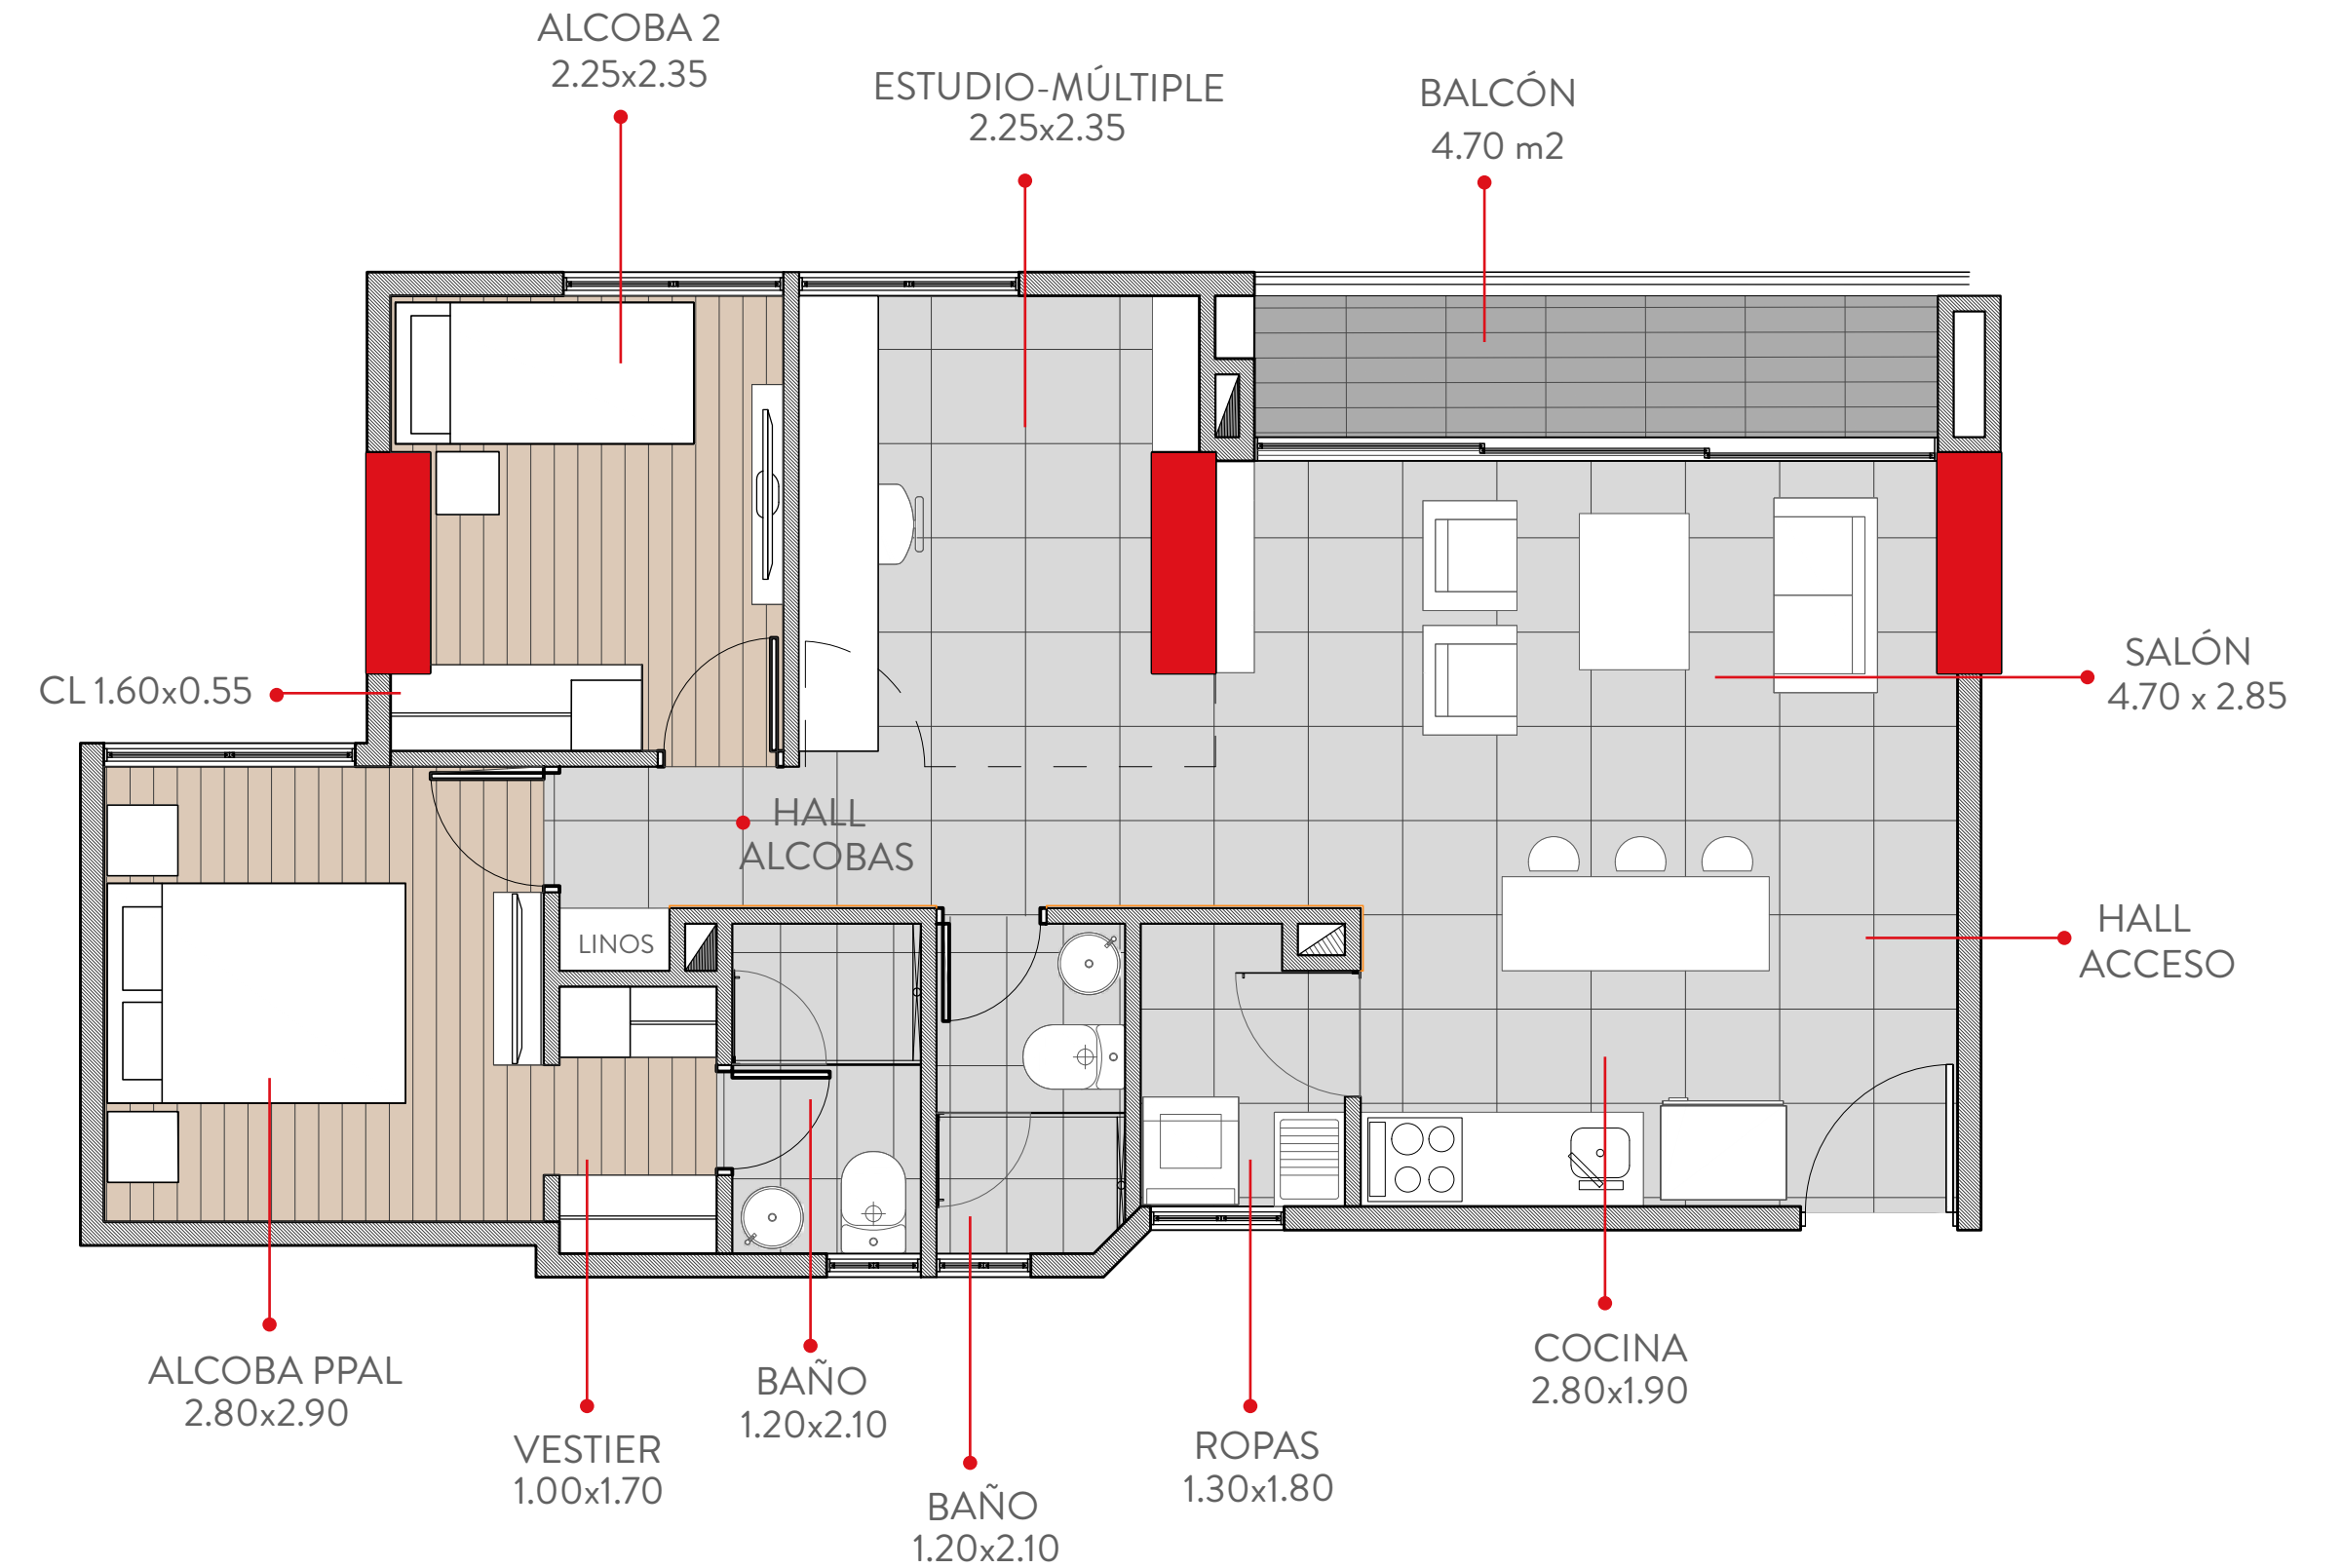 ALCOBA 2
2.25x2.35
ESTUDIO-MÚLTIPLE
2.25x2.35
BALCÓN
4.70 m2
CL 1.60x0.55
SALÓN
4.70 x 2.85
HALL
ALCOBAS
LINOS
HALL
ACCESO
ALCOBA PPAL
2.80x2.90
VESTIER
1.00x1.70
BAÑO
1.20x2.10
BAÑO
1.20x2.10
ROPAS
1.30x1.80
COCINA
2.80x1.90